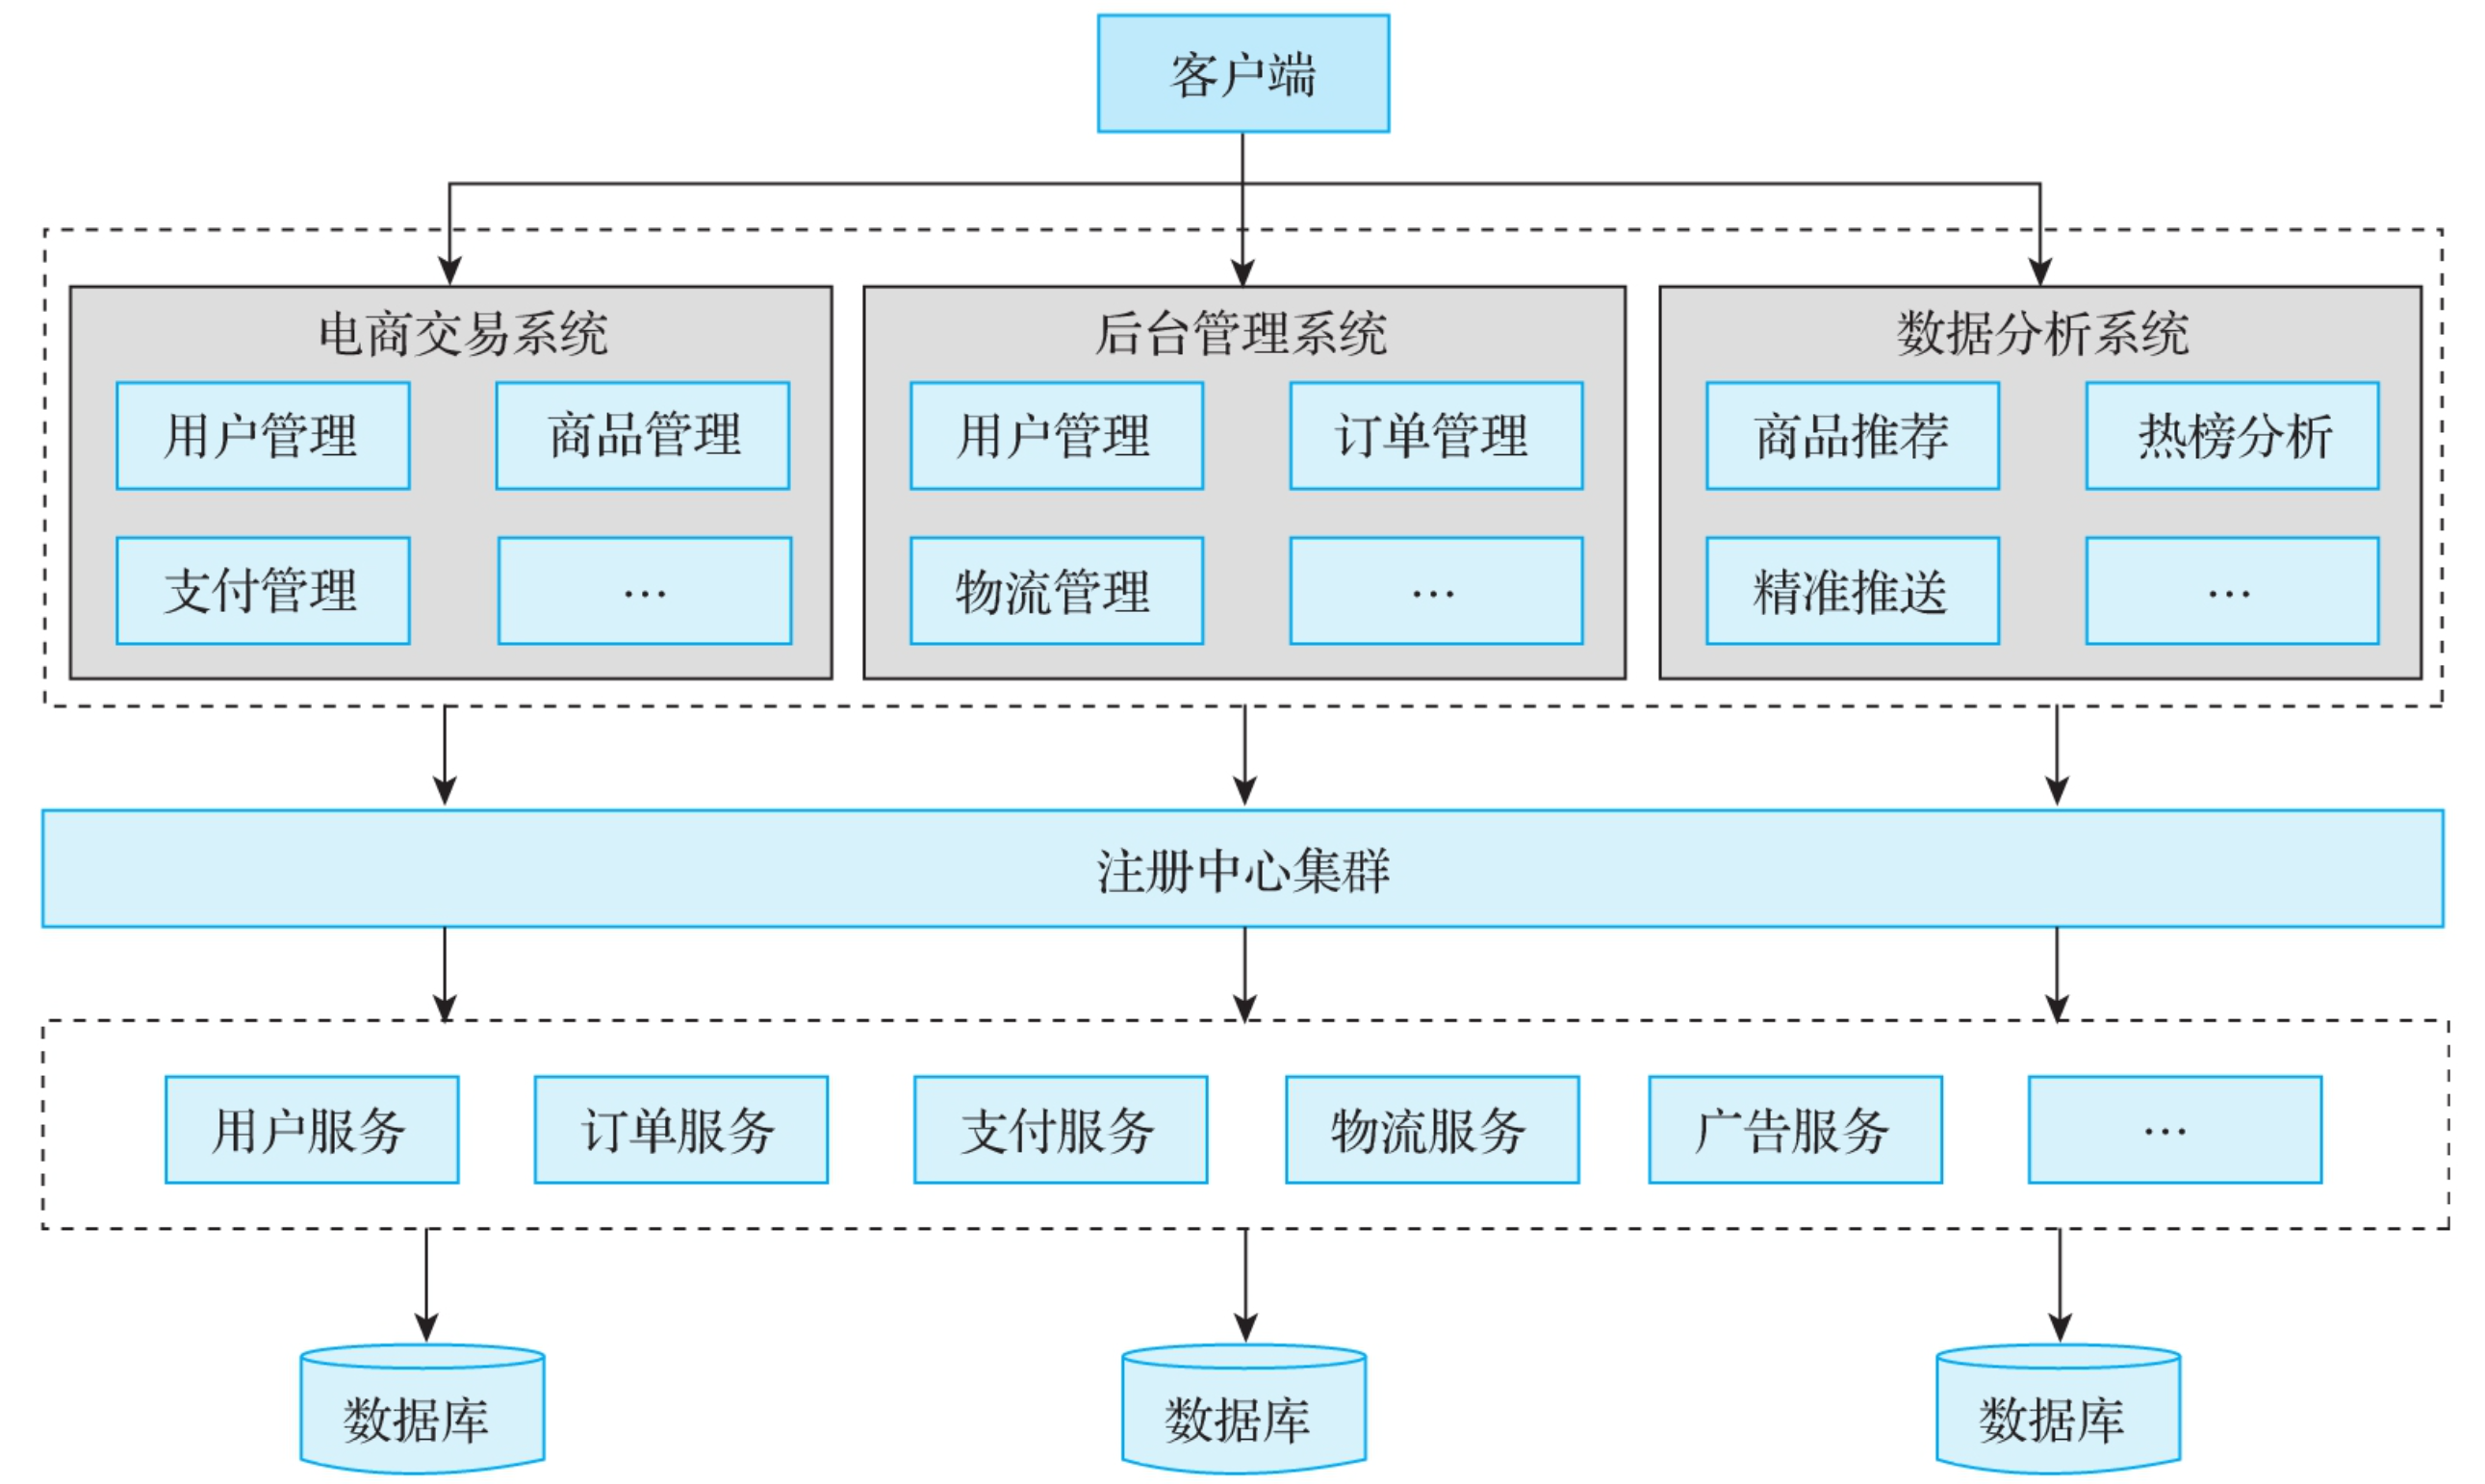 客户端
电商交易系统
用户管理
商品管理
支付管理
…
后台管理系统
用户管理
订单管理
物流管理
…
数据分析系统
商品推荐
热榜分析
精准推送
…
注册中心集群
用户服务
订单服务
支付服务
物流服务
广告服务
…
数据库
数据库
数据库